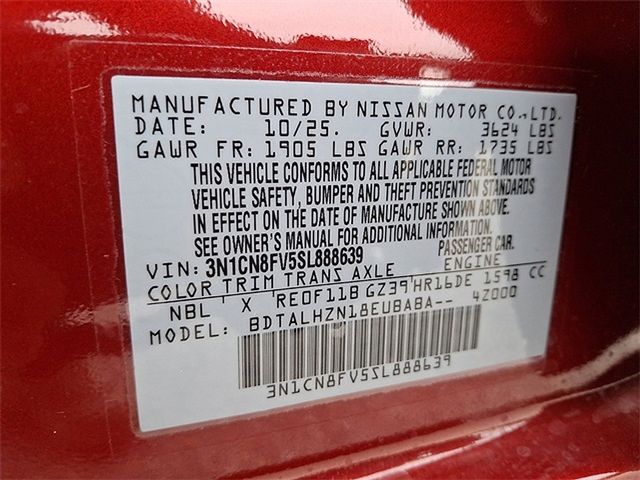 MANUFACTURED BY NISSAN MOTOR CO.,LTD.
DATE: 10/25. GVWR: 3624 LBS
GAWR FR: 1905 LBS GAWR RR: 1735 LBS
THIS VEHICLE CONFORMS TO ALL APPLICABLE FEDERAL MOTOR
VEHICLE SAFETY, BUMPER AND THEFT PREVENTION STANDARDS
IN EFFECT ON THE DATE OF MANUFACTURE SHOWN ABOVE.
SEE OWNER'S MANUAL FOR ADDITIONAL INFORMATION.
VIN: 3N1CN8FV5SL888639 PASSENGER CAR.
COLOR TRIM TRANS AXLE ENGINE
NBL ' X ' RE0F11B GZ39 ' HR16DE 1598 CC
MODEL: BDTALHZN18EUBABA-- 4Z000
3N1CN8FV5SL888639